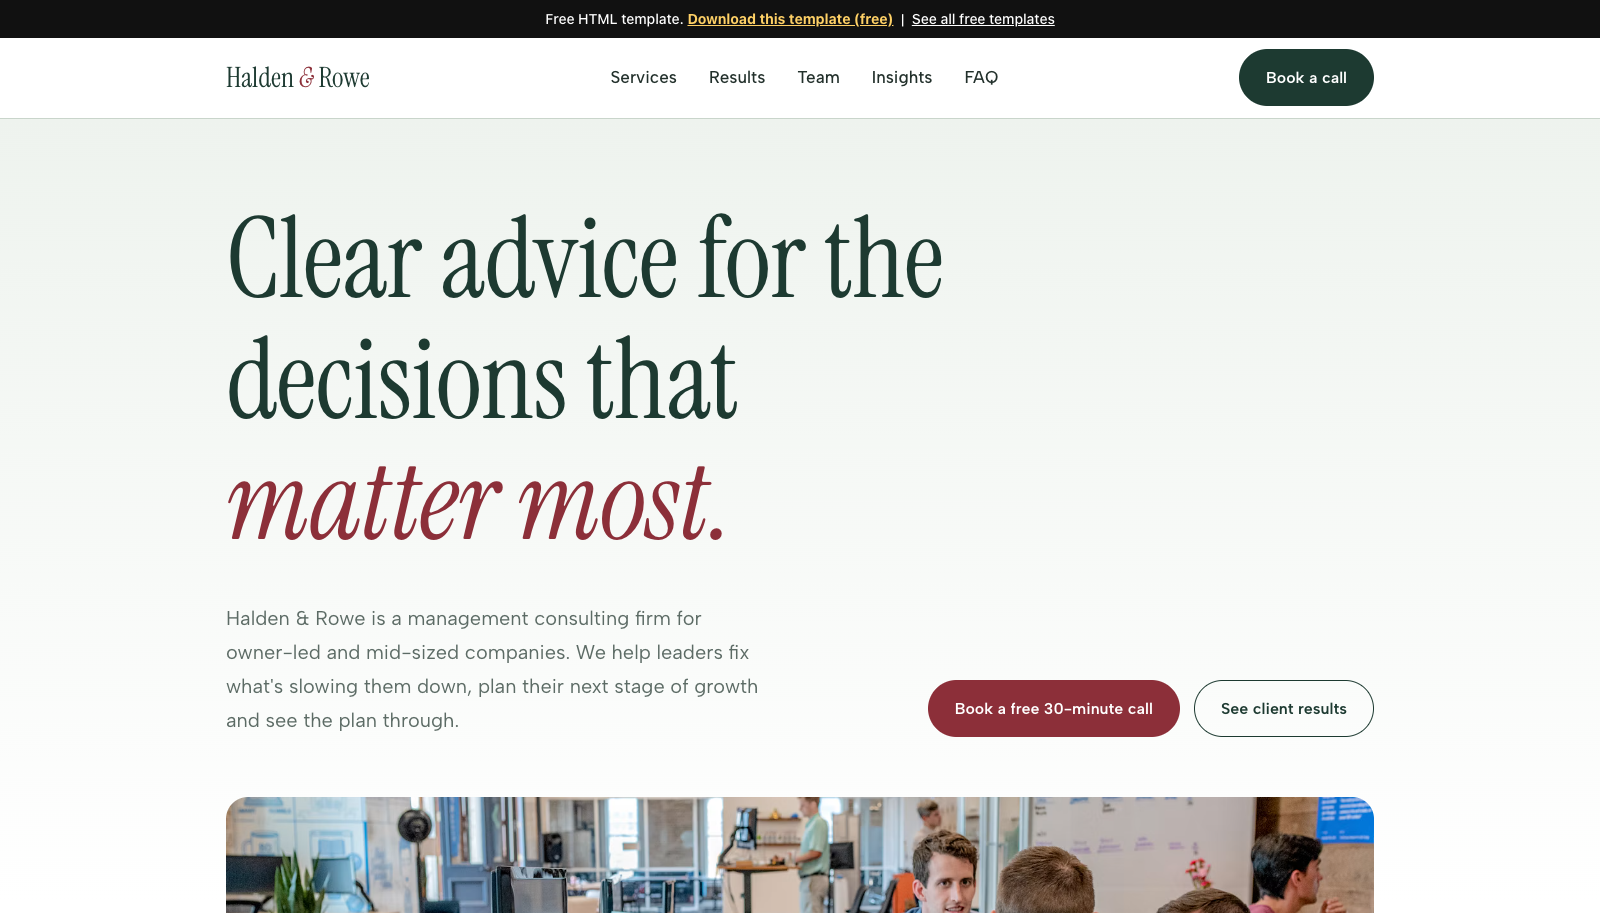 Free HTML template. Download this template (free) | See all free templates
Halden & Rowe
Services
Results
Team
Insights
FAQ
Book a call
Clear advice for the
decisions that
matter most.
Halden & Rowe is a management consulting firm for
owner-led and mid-sized companies. We help leaders fix
what's slowing them down, plan their next stage of growth
and see the plan through.
Book a free 30-minute call
See client results